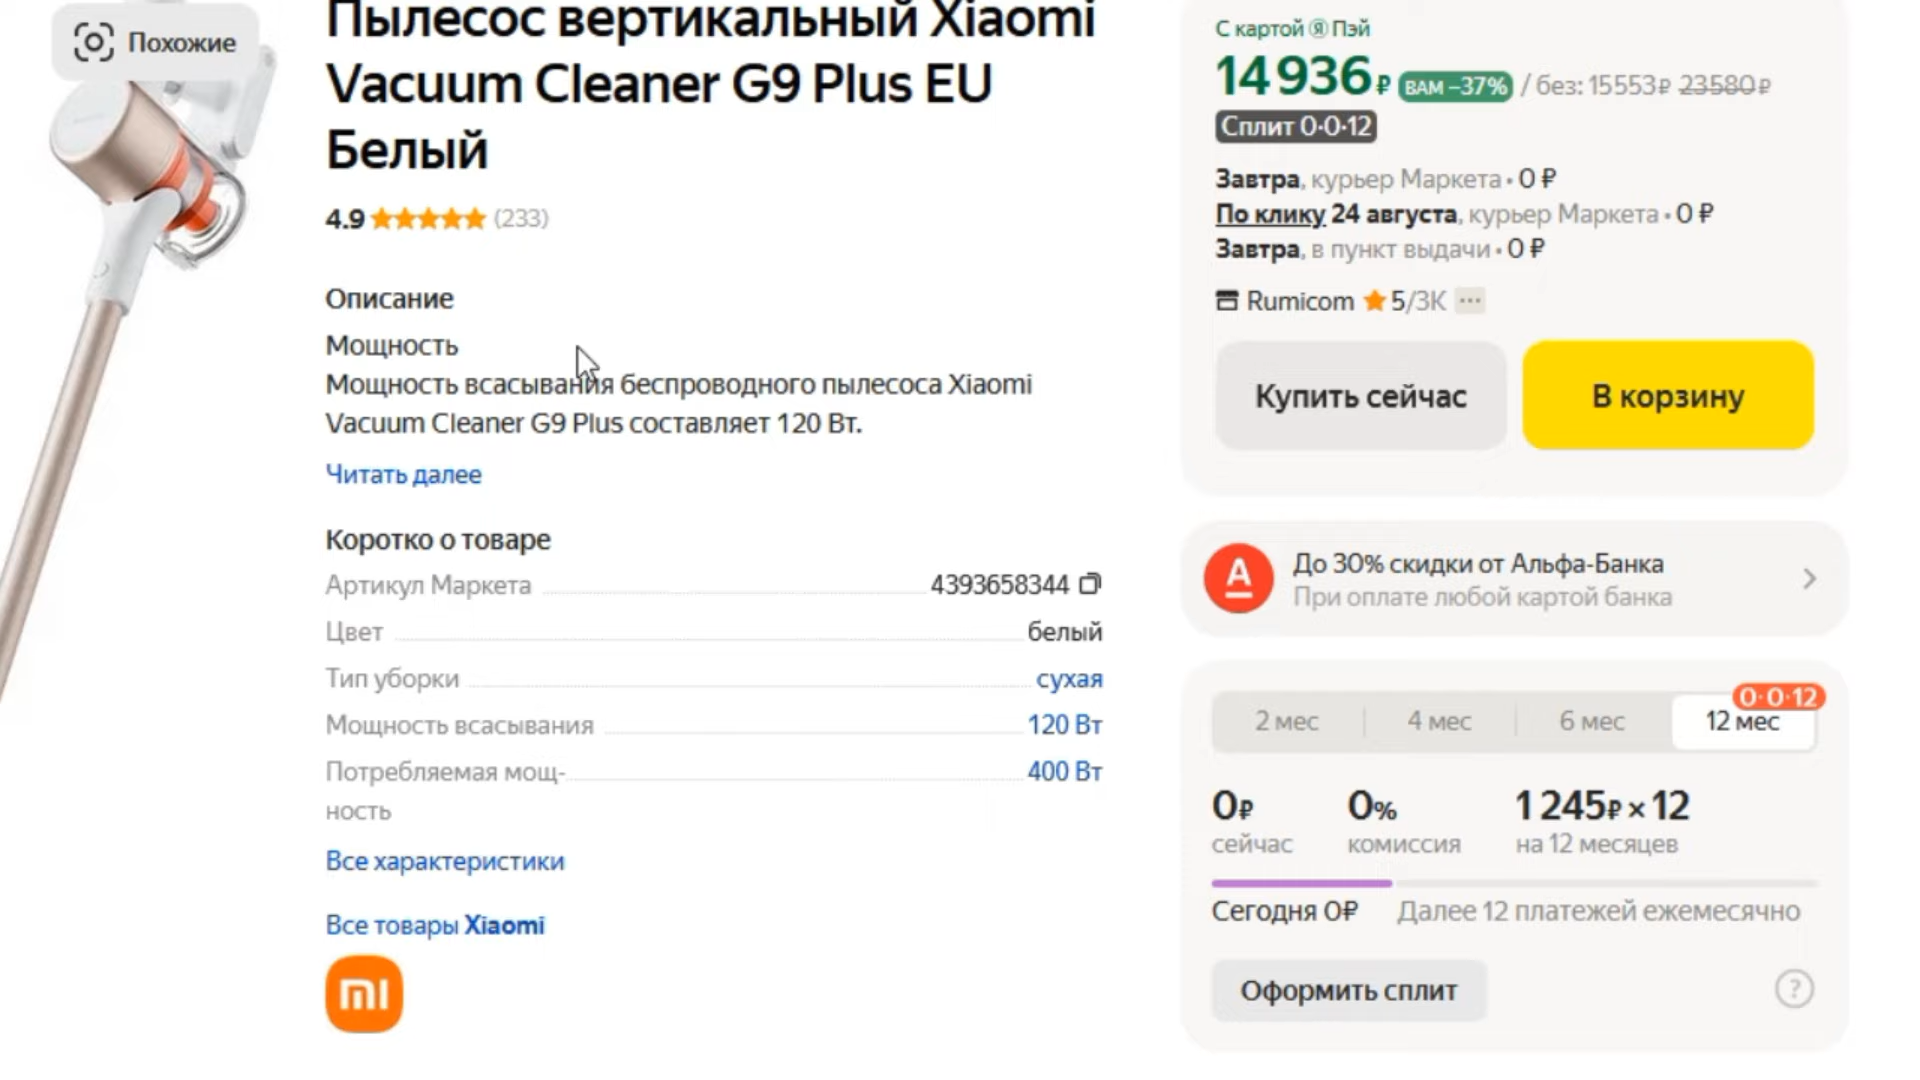 Похожие
Пылесос вертикальный Xiaomi
Vacuum Cleaner G9 Plus EU
Белый
4.9 (233)
Описание
Мощность
Мощность всасывания беспроводного пылесоса Xiaomi
Vacuum Cleaner G9 Plus составляет 120 Вт.
Читать далее
Коротко о товаре
Артикул Маркета 4393658344
Цвет белый
Тип уборки сухая
Мощность всасывания 120 Вт
Потребляемая мощ- 400 Вт
ность
Все характеристики
Все товары Xiaomi
mi
С картой Я Пэй
14 936 ₽ ВАМ –37% / без: 15553 ₽ 23580 ₽
Сплит 0·0·12
Завтра, курьер Маркета • 0 ₽
По клику 24 августа, курьер Маркета • 0 ₽
Завтра, в пункт выдачи • 0 ₽
Rumicom 5/3K ···
Купить сейчас
В корзину
А
До 30% скидки от Альфа-Банка
При оплате любой картой банка
0·0·12
2 мес 4 мес 6 мес 12 мес
0 ₽ 0% 1 245 ₽ × 12
сейчас комиссия на 12 месяцев
Сегодня 0₽ Далее 12 платежей ежемесячно
Оформить сплит ?